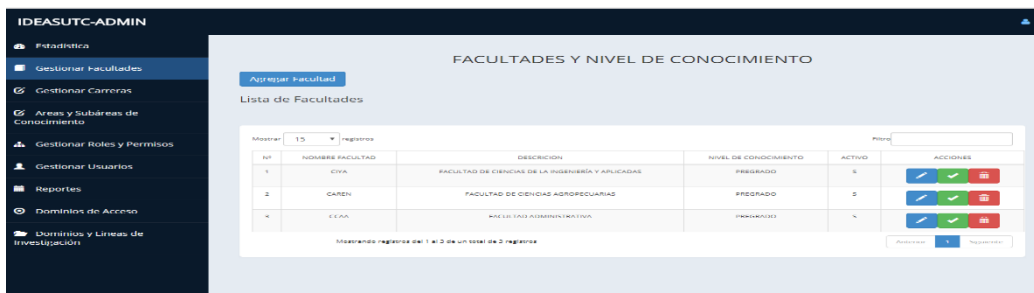 IDEASUTC-ADMIN
Estadística
Gestionar Facultades
Gestionar Carreras
Areas y Subáreas de
Conocimiento
Gestionar Roles y Permisos
Gestionar Usuarios
Reportes
Dominios de Acceso
Dominios y Lineas de
Investigación
FACULTADES Y NIVEL DE CONOCIMIENTO
Agregar Facultad
Lista de Facultades
Mostrar 15 registros Filtro
Nº NOMBRE FACULTAD DESCRICION NIVEL DE CONOCIMIENTO ACTIVO ACCIONES
1 CIYA FACULTAD DE CIENCIAS DE LA INGENIERÍA Y APLICADAS PREGRADO S
2 CAREN FACULTAD DE CIENCIAS AGROPECUARIAS PREGRADO S
3 CCAA FACULTAD ADMINISTRATIVA PREGRADO S
Mostrando registros del 1 al 3 de un total de 3 registros
Anterior 1 Siguiente